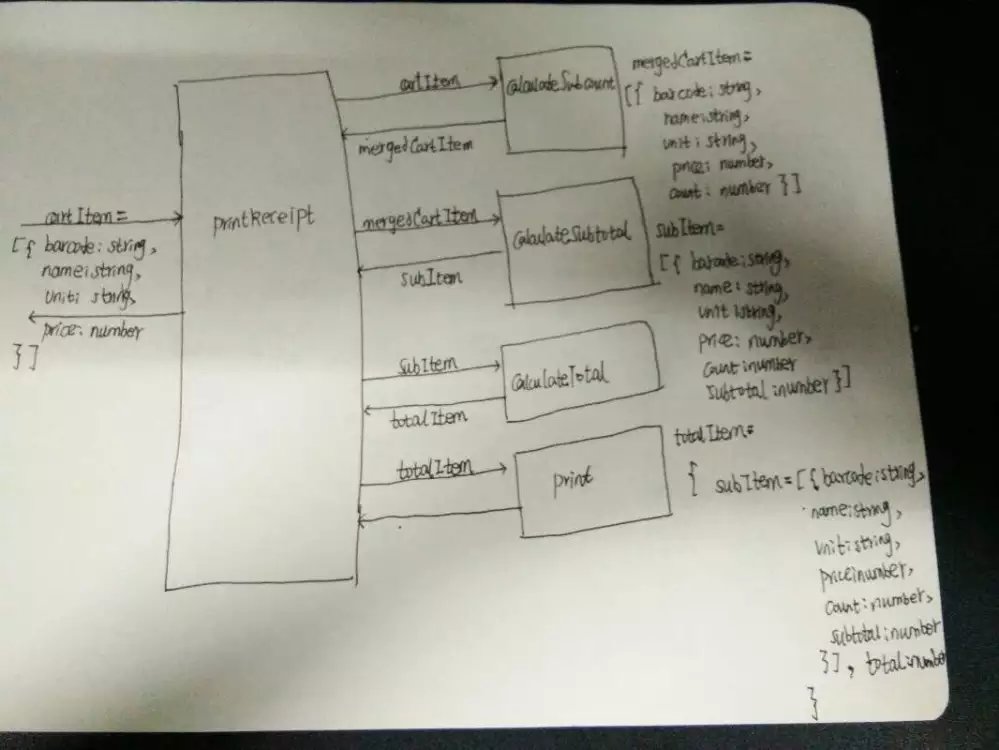 cartItem=
[{ barcode: string,
name: string,
unit: string,
price: number
}]
printReceipt
cartItem
mergedCartItem
CalculateSubcount
mergedCartItem=
[{ barcode: string,
name: string,
unit: string,
price: number,
count: number }]
mergedCartItem
subItem
CalculateSubtotal
subItem=
[{ barcode: string,
name: string,
unit: string,
price: number,
count: number
subtotal: number }]
subItem
totalItem
CalculateTotal
totalItem
print
totalItem=
{ subItem=[{barcode: string,
name: string,
unit: string,
price: number,
count: number,
subtotal: number
}], total: number
}